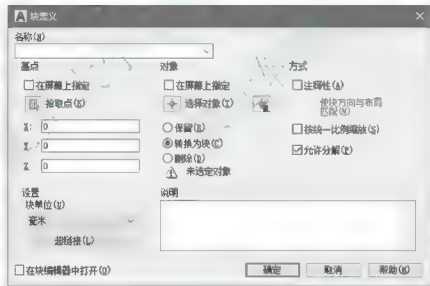 块定义
名称(N)
基点
在屏幕上指定
拾取点(K)
X: 0
Y: 0
Z 0
对象
在屏幕上指定
选择对象(T)
保留(R)
转换为块(C)
删除(D)
未选定对象
方式
注释性(A)
使块方向与布局
匹配(M)
按统一比例缩放(S)
允许分解(P)
设置
块单位(U)
毫米
超链接(L)
说明
在块编辑器中打开(O)
确定 取消 帮助(H)